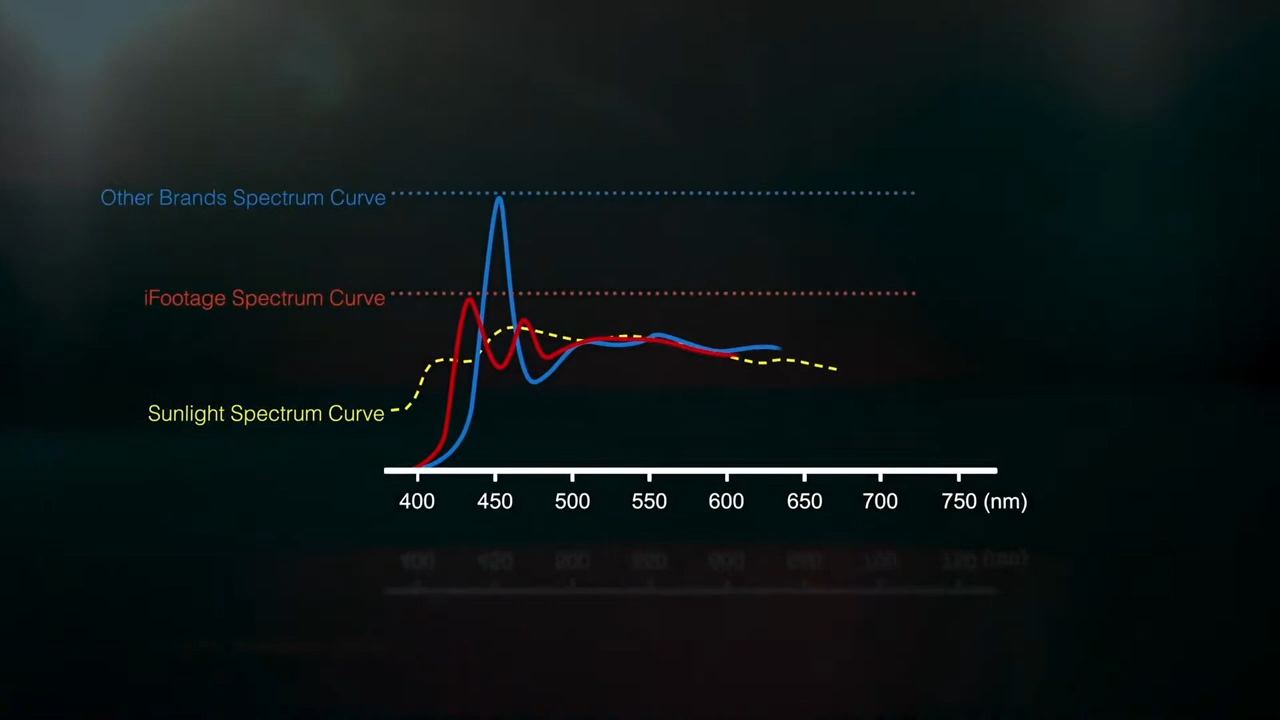 Other Brands Spectrum Curve
iFootage Spectrum Curve
Sunlight Spectrum Curve
400 450 500 550 600 650 700 750 (nm)